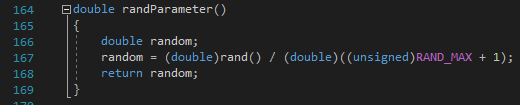 164 double randParameter()
165 {
166 double random;
167 random = (double)rand() / (double)((unsigned)RAND_MAX + 1);
168 return random;
169 }